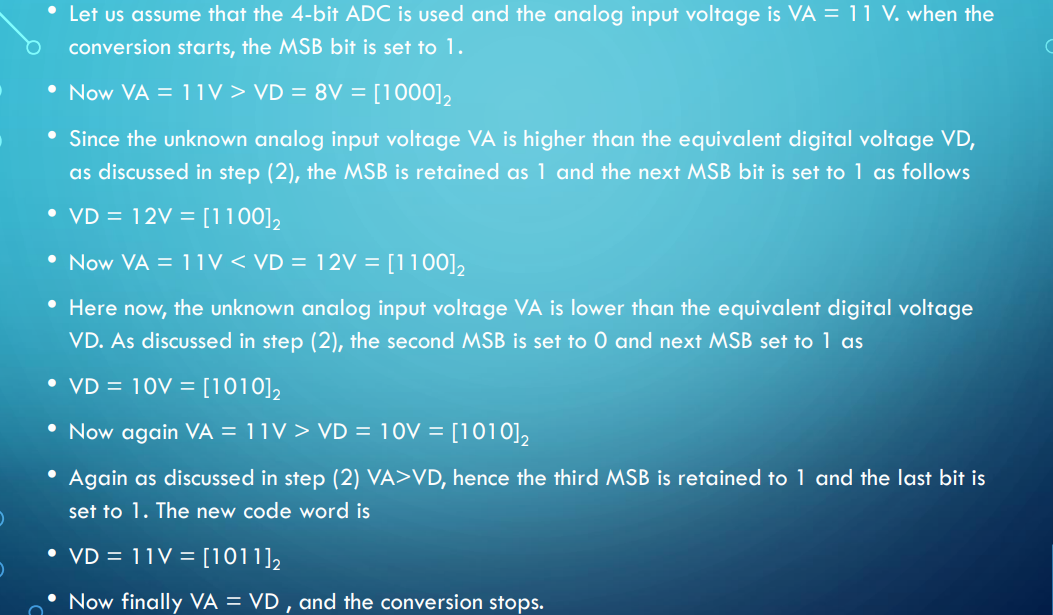 • Let us assume that the 4-bit ADC is used and the analog input voltage is VA = 11 V. when the
conversion starts, the MSB bit is set to 1.
• Now VA = 11V > VD = 8V = [1000]₂
• Since the unknown analog input voltage VA is higher than the equivalent digital voltage VD,
as discussed in step (2), the MSB is retained as 1 and the next MSB bit is set to 1 as follows
• VD = 12V = [1100]₂
• Now VA = 11V < VD = 12V = [1100]₂
• Here now, the unknown analog input voltage VA is lower than the equivalent digital voltage
VD. As discussed in step (2), the second MSB is set to 0 and next MSB set to 1 as
• VD = 10V = [1010]₂
• Now again VA = 11V > VD = 10V = [1010]₂
• Again as discussed in step (2) VA>VD, hence the third MSB is retained to 1 and the last bit is
set to 1. The new code word is
• VD = 11V = [1011]₂
• Now finally VA = VD , and the conversion stops.